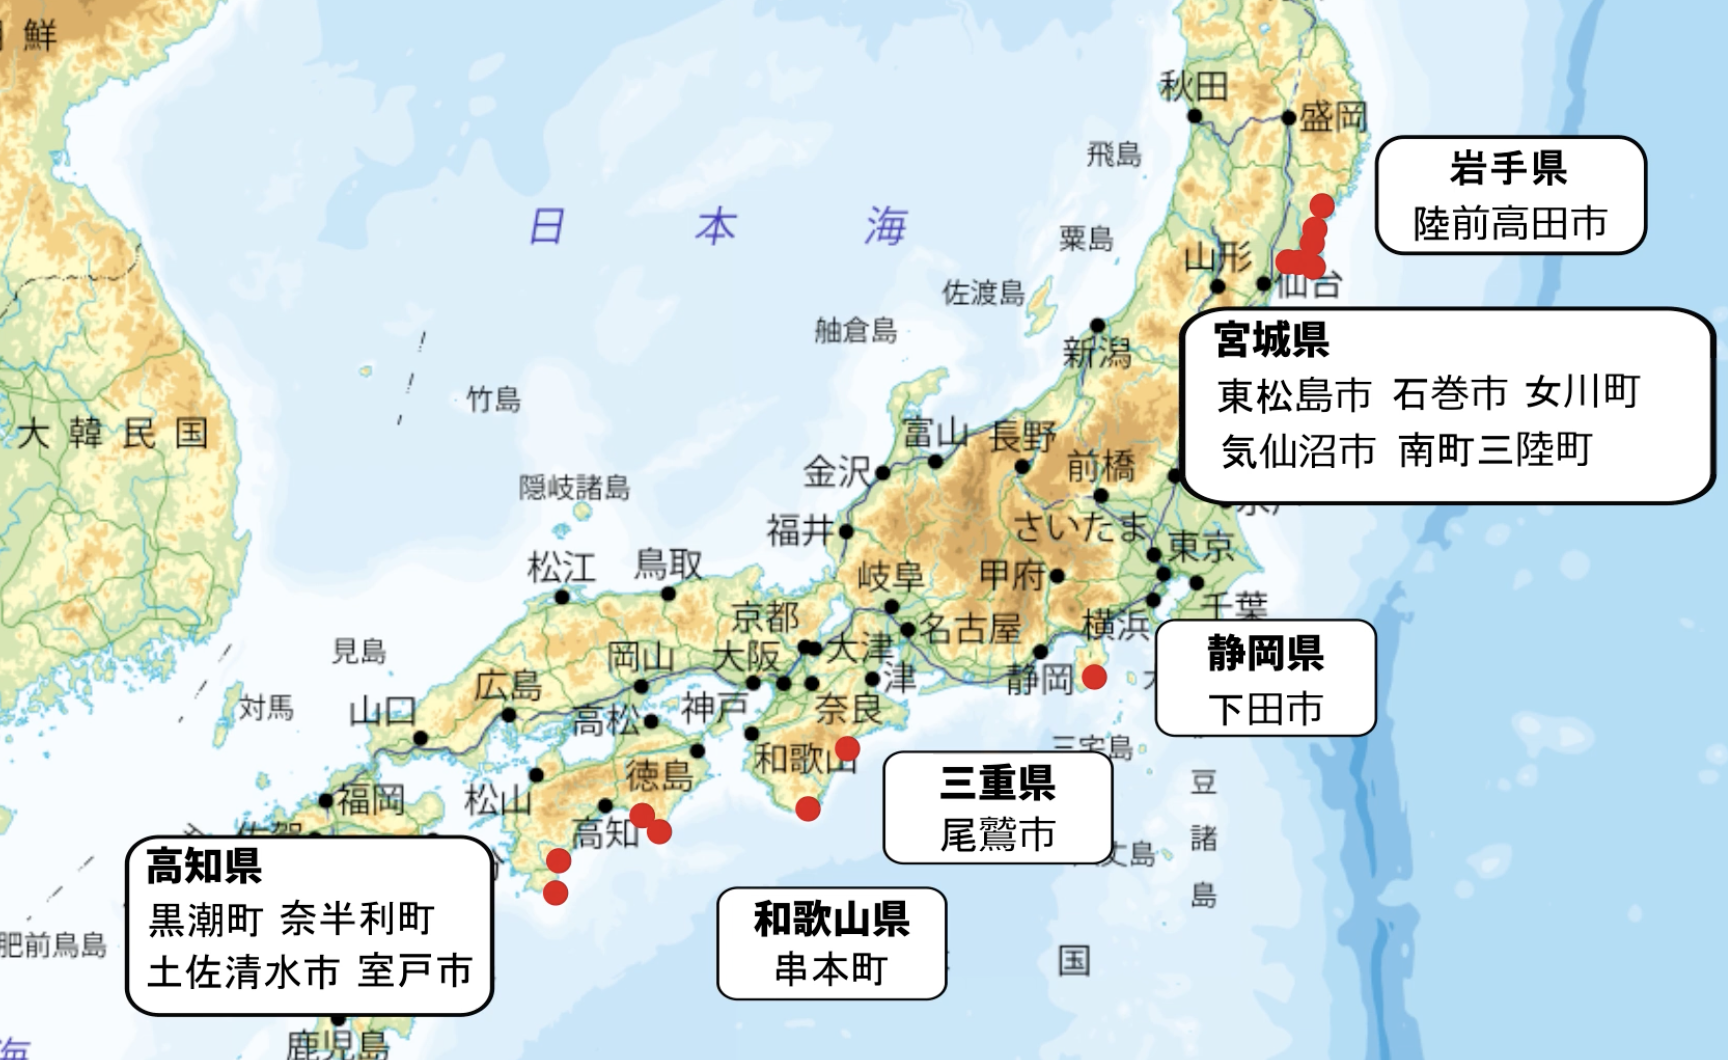 鮮
秋田
盛岡
飛島
岩手県
陸前高田市
日本海
粟島
山形
仙台
佐渡島
舳倉島
新潟
宮城県
東松島市 石巻市 女川町
気仙沼市 南町三陸町
竹島
大韓民国
富山
長野
金沢
前橋
隠岐諸島
福井
さいたま
東京
松江
鳥取
岐阜
甲府
千葉
京都
名古屋
横浜
見島
岡山
大阪
大津
静岡県
下田市
津
静岡
対馬
広島
山口
高松
神戸
奈良
三宅島
和歌山
三重県
尾鷲市
徳島
豆
諸
島
福岡
松山
佐賀
高知
丈島
高知県
黒潮町 奈半利町
土佐清水市 室戸市
和歌山県
串本町
肥前鳥島
国
鹿児島
海